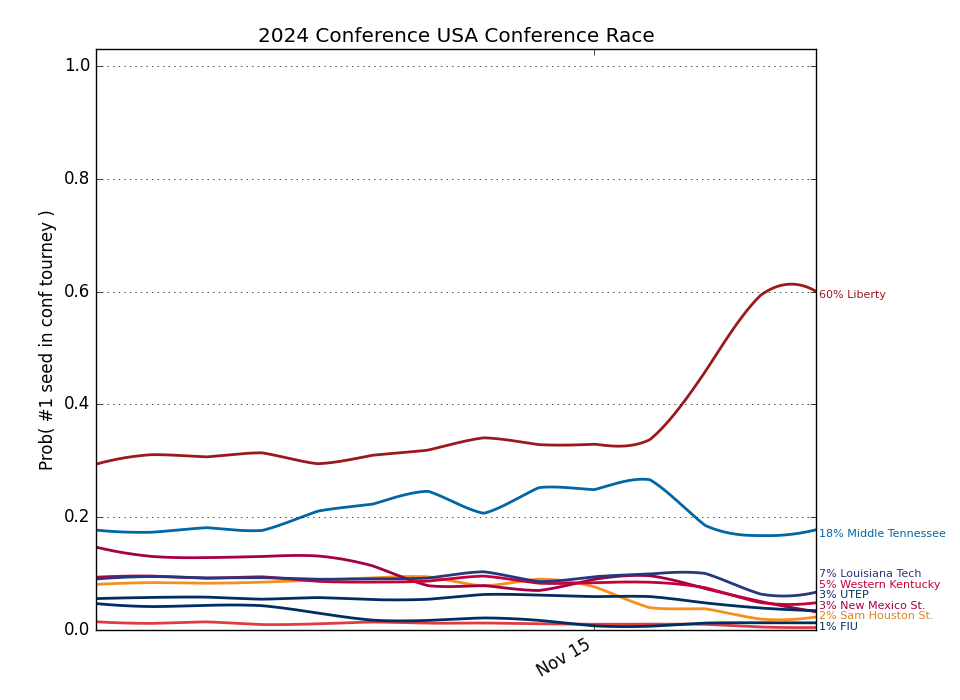 2024 Conference USA Conference Race
Prob( #1 seed in conf tourney )
1.0
0.8
0.6
0.4
0.2
0.0
60% Liberty
18% Middle Tennessee
7% Louisiana Tech
5% Western Kentucky
3% UTEP
3% New Mexico St.
2% Sam Houston St.
1% FIU
Nov 15